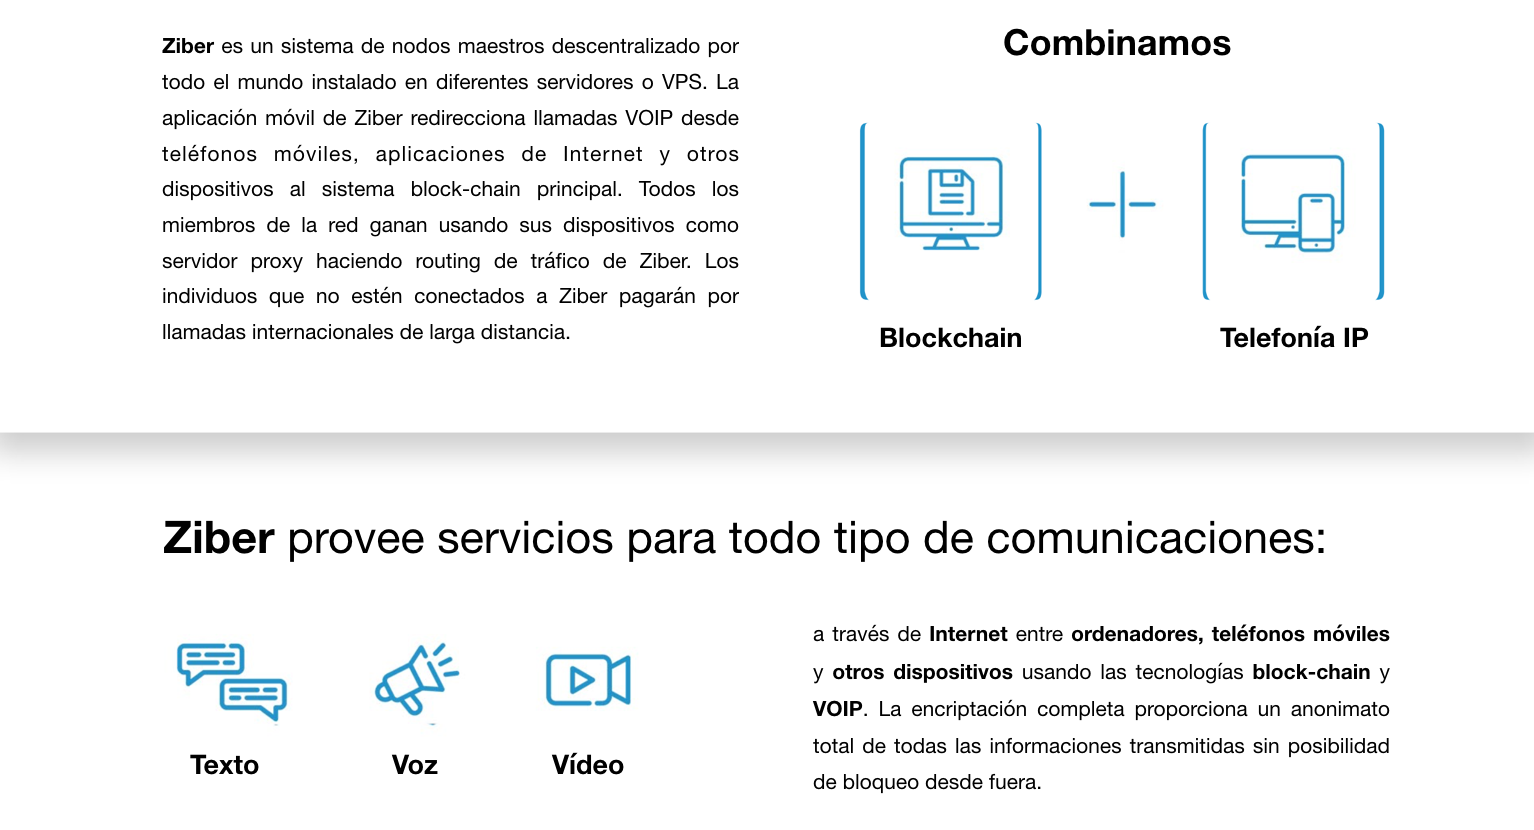 Ziber es un sistema de nodos maestros descentralizado por
todo el mundo instalado en diferentes servidores o VPS. La
aplicación móvil de Ziber redirecciona llamadas VOIP desde
teléfonos móviles, aplicaciones de Internet y otros
dispositivos al sistema block-chain principal. Todos los
miembros de la red ganan usando sus dispositivos como
servidor proxy haciendo routing de tráfico de Ziber. Los
individuos que no estén conectados a Ziber pagarán por
llamadas internacionales de larga distancia.
Combinamos
Blockchain
Telefonía IP
Ziber provee servicios para todo tipo de comunicaciones:
Texto
Voz
Vídeo
a través de Internet entre ordenadores, teléfonos móviles
y otros dispositivos usando las tecnologías block-chain y
VOIP. La encriptación completa proporciona un anonimato
total de todas las informaciones transmitidas sin posibilidad
de bloqueo desde fuera.